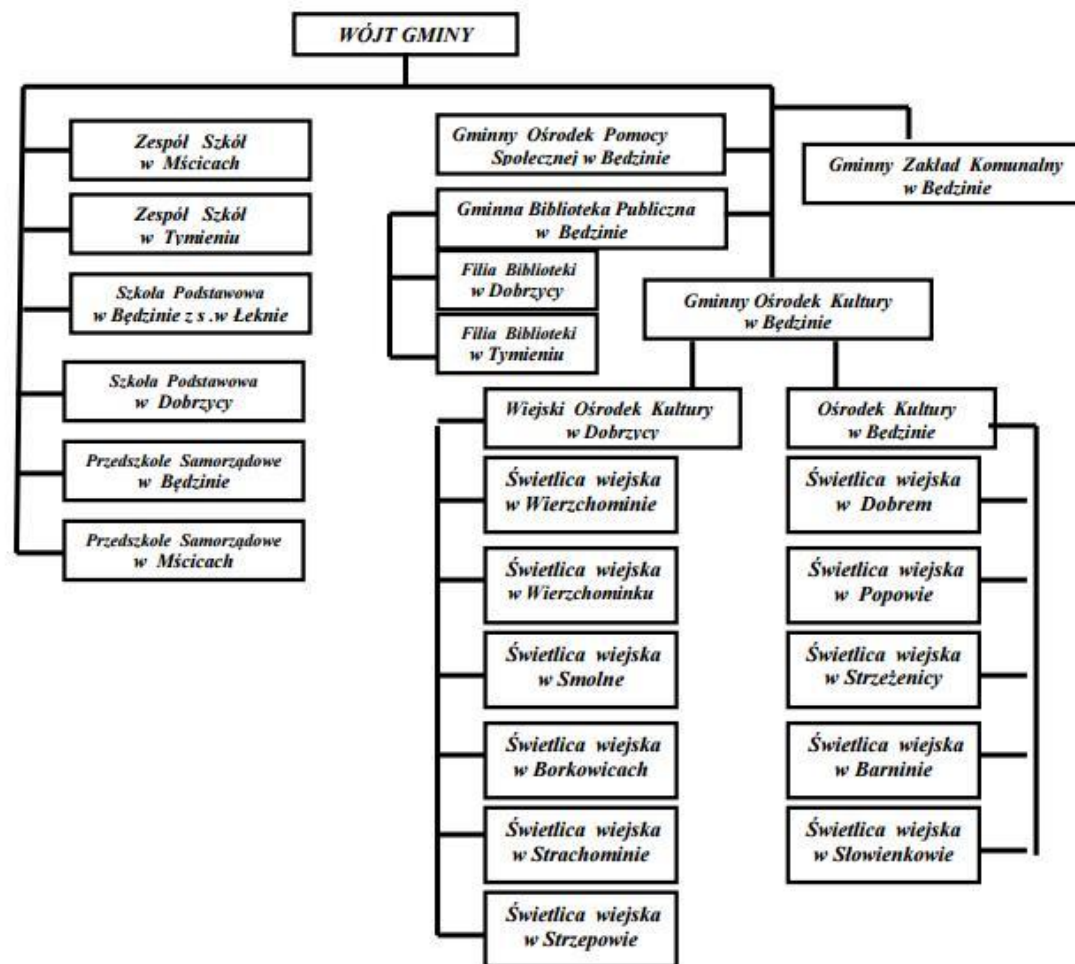 WÓJT GMINY
Zespół Szkół
w Mścicach
Zespół Szkół
w Tymieniu
Szkoła Podstawowa
w Będzinie z s .w Łeknie
Szkoła Podstawowa
w Dobrzycy
Przedszkole Samorządowe
w Będzinie
Przedszkole Samorządowe
w Mścicach
Gminny Ośrodek Pomocy
Społecznej w Będzinie
Gminna Biblioteka Publiczna
w Będzinie
Filia Biblioteki
w Dobrzycy
Filia Biblioteki
w Tymieniu
Gminny Zakład Komunalny
w Będzinie
Gminny Ośrodek Kultury
w Będzinie
Wiejski Ośrodek Kultury
w Dobrzycy
Świetlica wiejska
w Wierzchominie
Świetlica wiejska
w Wierzchominku
Świetlica wiejska
w Smolne
Świetlica wiejska
w Borkowicach
Świetlica wiejska
w Strachominie
Świetlica wiejska
w Strzepowie
Ośrodek Kultury
w Będzinie
Świetlica wiejska
w Dobrem
Świetlica wiejska
w Popowie
Świetlica wiejska
w Strzeżenicy
Świetlica wiejska
w Barninie
Świetlica wiejska
w Słowienkowie